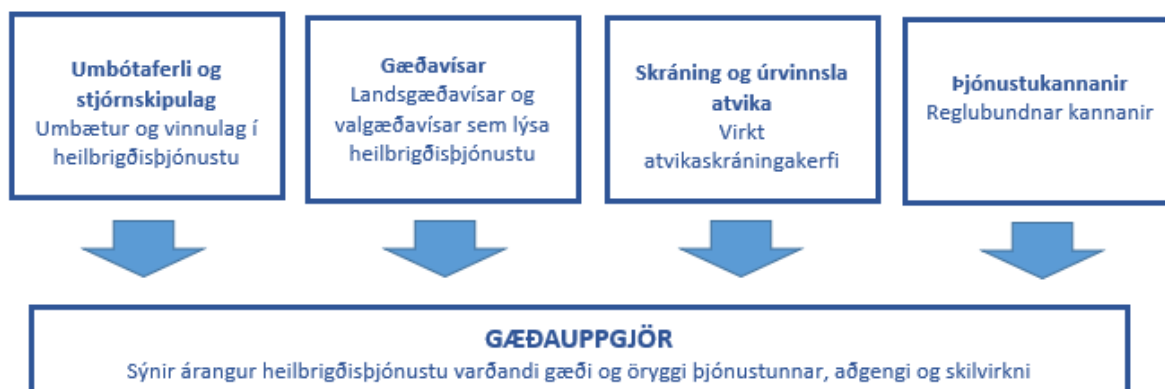 Umbótaferli og
stjórnskipulag
Umbætur og vinnulag í
heilbrigðisþjónustu
Gæðavísar
Landsgæðavísar og
valgæðavísar sem lýsa
heilbrigðisþjónustu
Skráning og úrvinnsla
atvika
Virkt
atvikaskráningakerfi
Þjónustukannanir
Reglubundnar kannanir
GÆÐAUPPGJÖR
Sýnir árangur heilbrigðisþjónustu varðandi gæði og öryggi þjónustunnar, aðgengi og skilvirkni